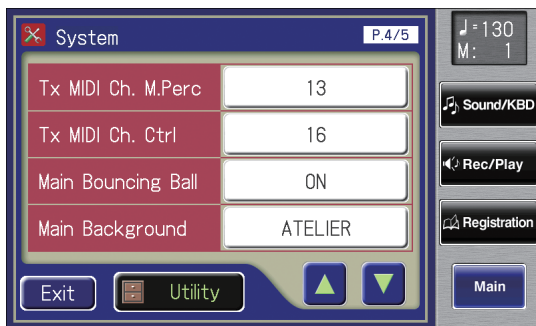 System P.4/5
Tx MIDI Ch. M.Perc 13
Tx MIDI Ch. Ctrl 16
Main Bouncing Ball ON
Main Background ATELIER
Exit Utility
♩=130
M: 1
Sound/KBD
Rec/Play
Registration
Main